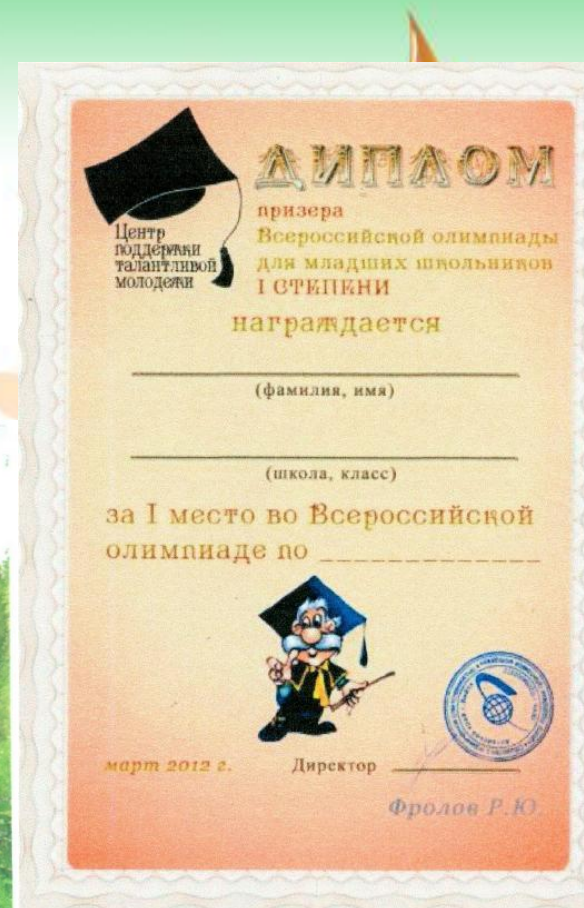 ДИПЛОМ
Центр
поддержки
талантливой
молодежи
призера
Всероссийской олимпиады
для младших школьников
I СТЕПЕНИ
награждается
(фамилия, имя)
(школа, класс)
за I место во Всероссийской
олимпиаде по
март 2012 г.
Директор
Фролов Р.Ю.